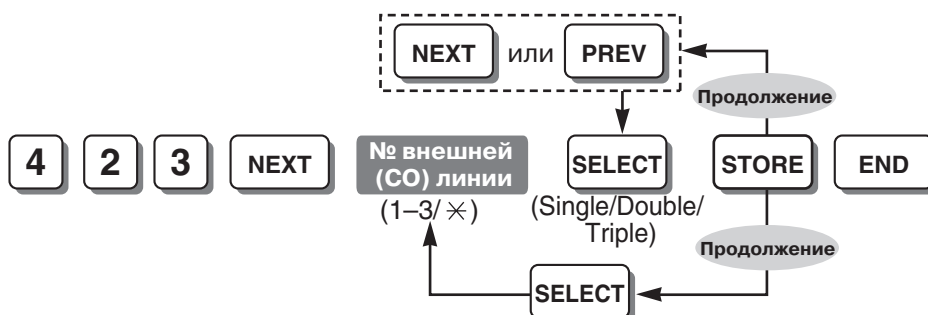 NEXT или PREV
Продолжение
4 2 3 NEXT № внешней (CO) линии SELECT STORE END
(1–3/ ✳)
(Single/Double/
Triple)
Продолжение
SELECT